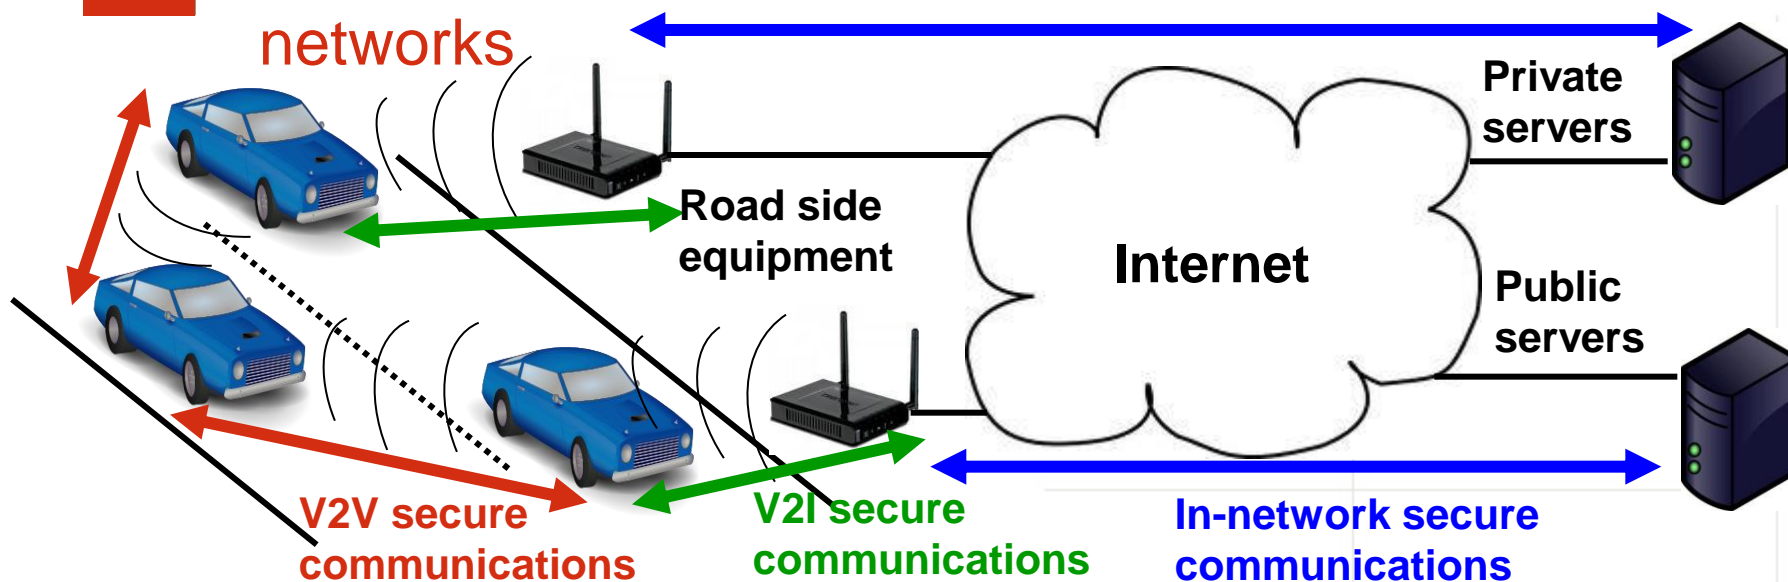 networks
Private
servers
Road side
equipment
Internet
Public
servers
V2V secure
communications
V2I secure
communications
In-network secure
communications